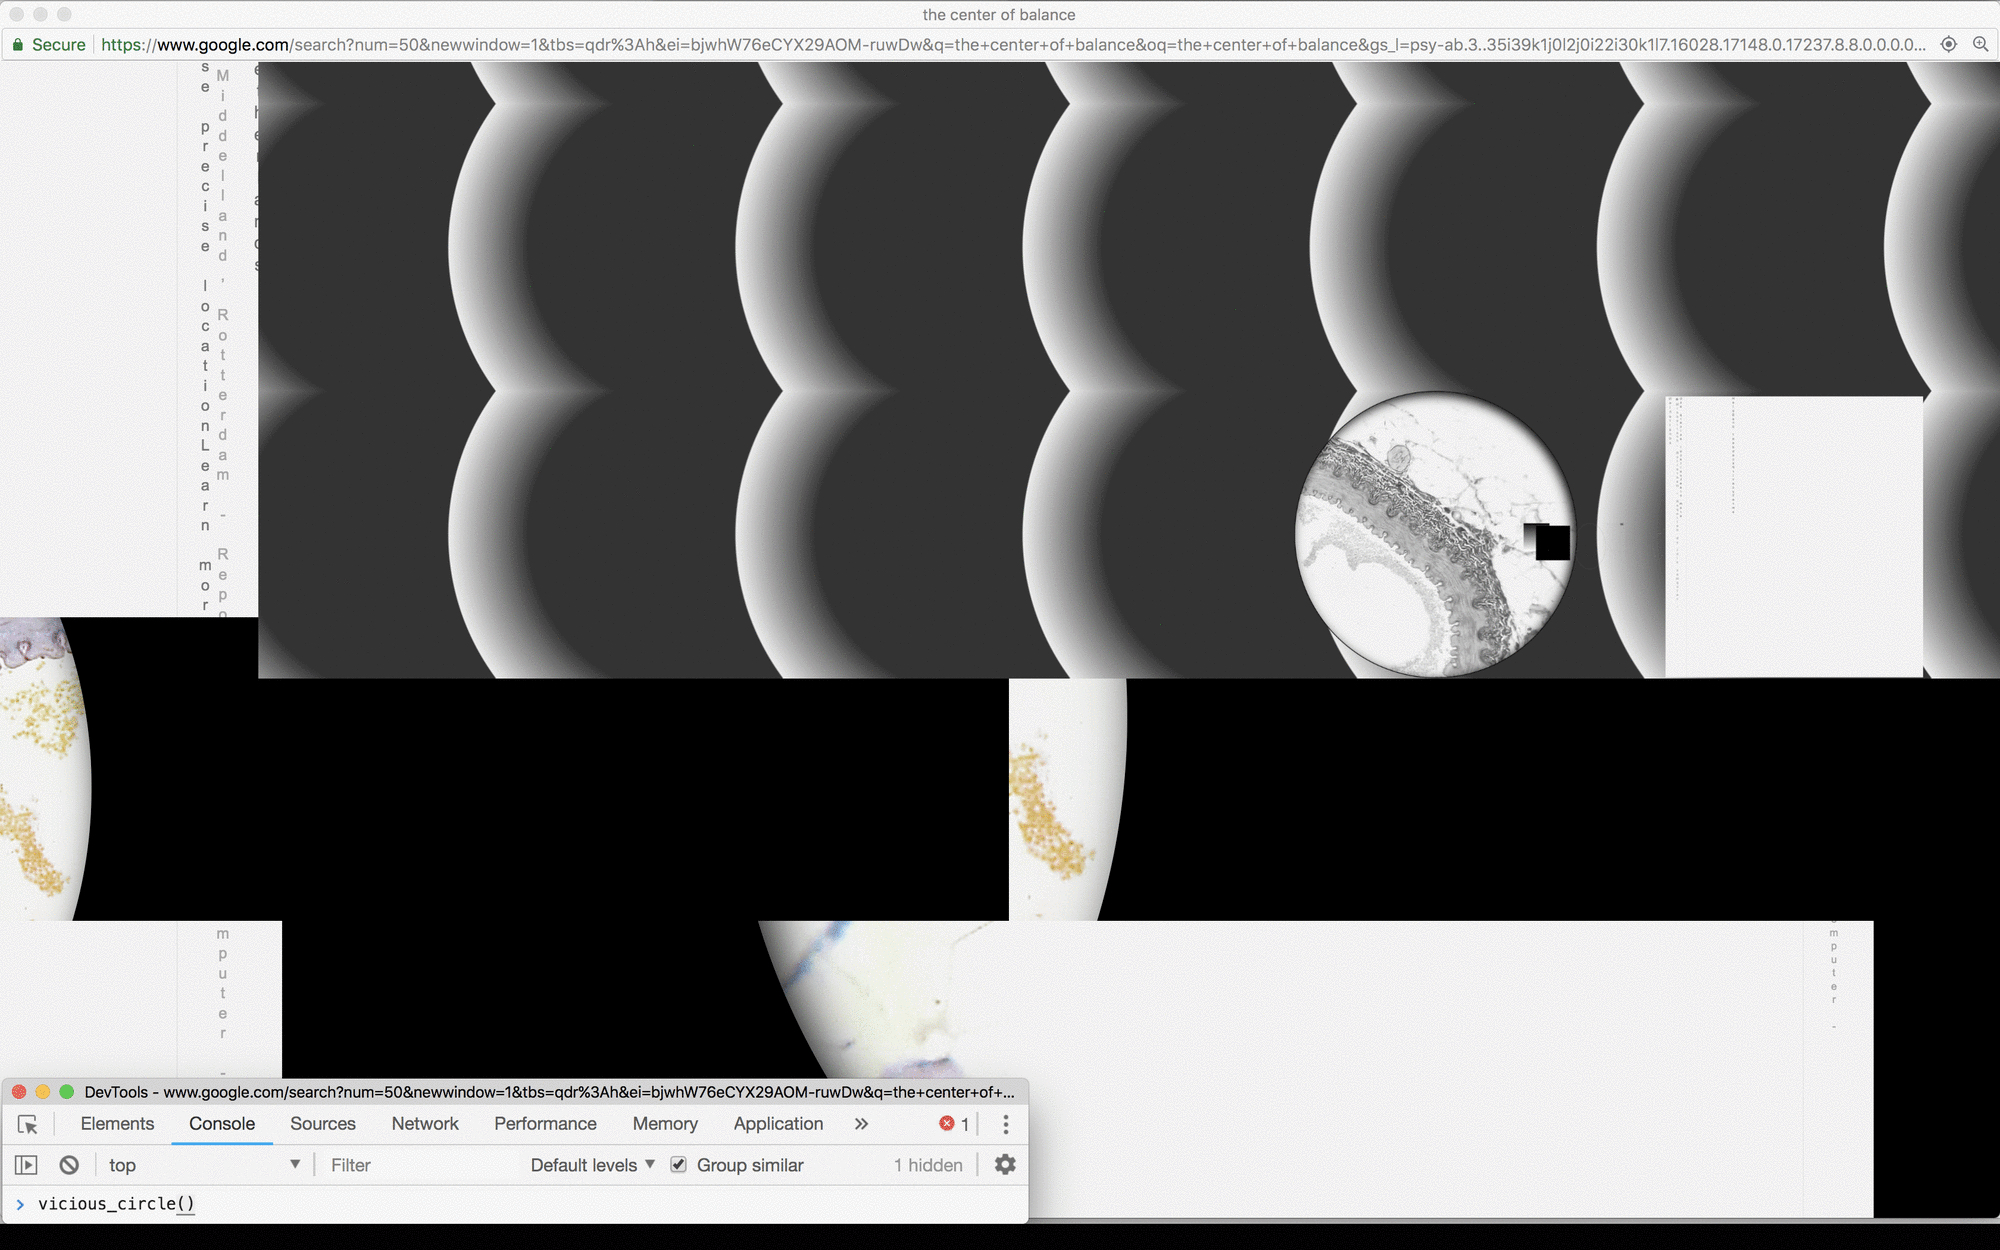 the center of balance
Secure https://www.google.com/search?num=50&newwindow=1&tbs=qdr%3Ah&ei=bjwhW76eCYX29AOM-ruwDw&q=the+center+of+balance&oq=the+center+of+balance&gs_l=psy-ab.3..35i39k1j0l2j0i22i30k1l7.16028.17148.0.17237.8.8.0.0.0.0...
se precise locationLearn mor
Middelland, Rotterdam - Repo
mputer -
mputer -
DevTools - www.google.com/search?num=50&newwindow=1&tbs=qdr%3Ah&ei=bjwhW76eCYX29AOM-ruwDw&q=the+center+of+...
Elements Console Sources Network Performance Memory Application » 1
top Filter Default levels Group similar 1 hidden
> vicious_circle()